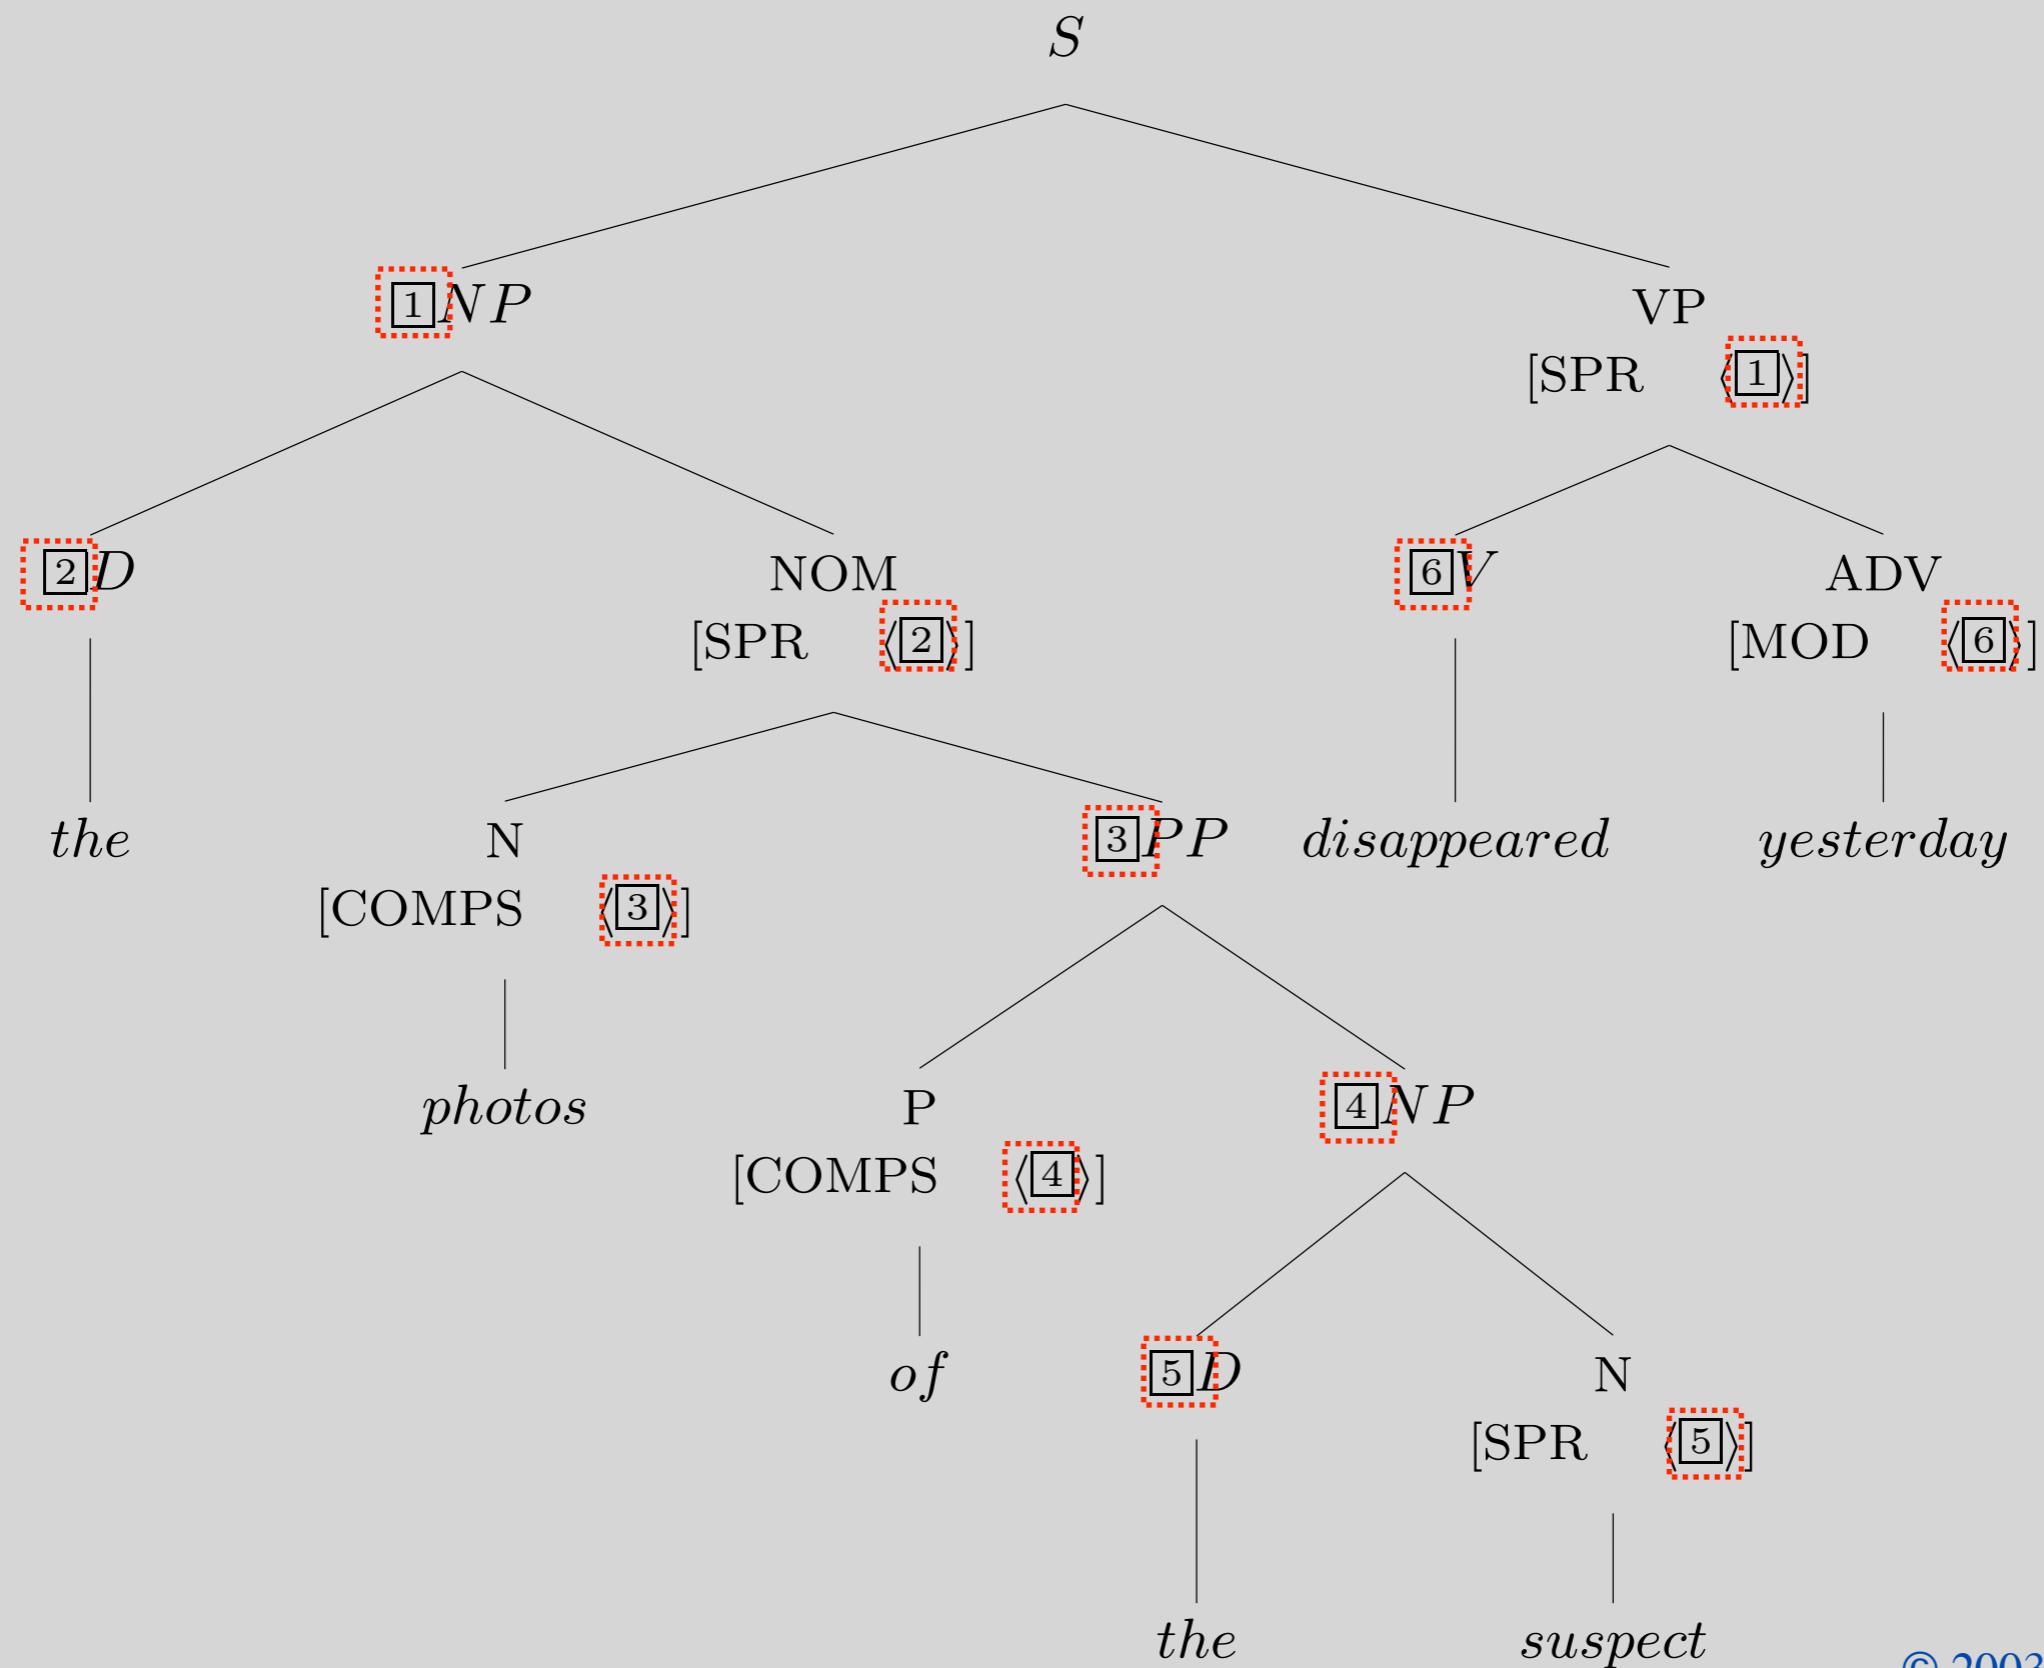 S
1 NP VP
[SPR ⟨1⟩]
2 D NOM 6 V ADV
[SPR ⟨2⟩] [MOD ⟨6⟩]
the N 3 PP disappeared yesterday
[COMPS ⟨3⟩]
photos P 4 NP
[COMPS ⟨4⟩]
of 5 D N
[SPR ⟨5⟩]
the suspect
© 2003